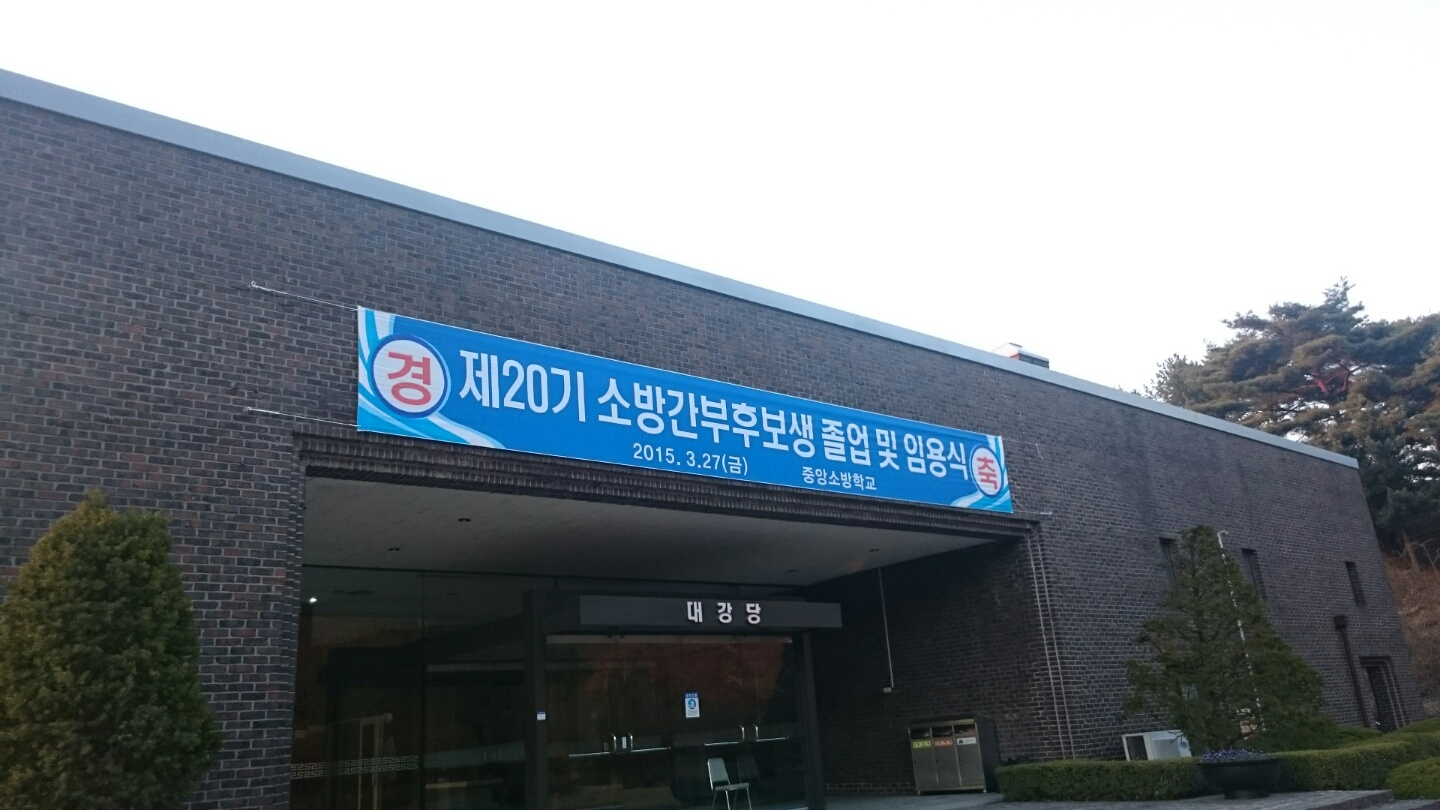 경 제20기 소방간부후보생 졸업 및 임용식 축
2015. 3.27(금) 중앙소방학교
대강당